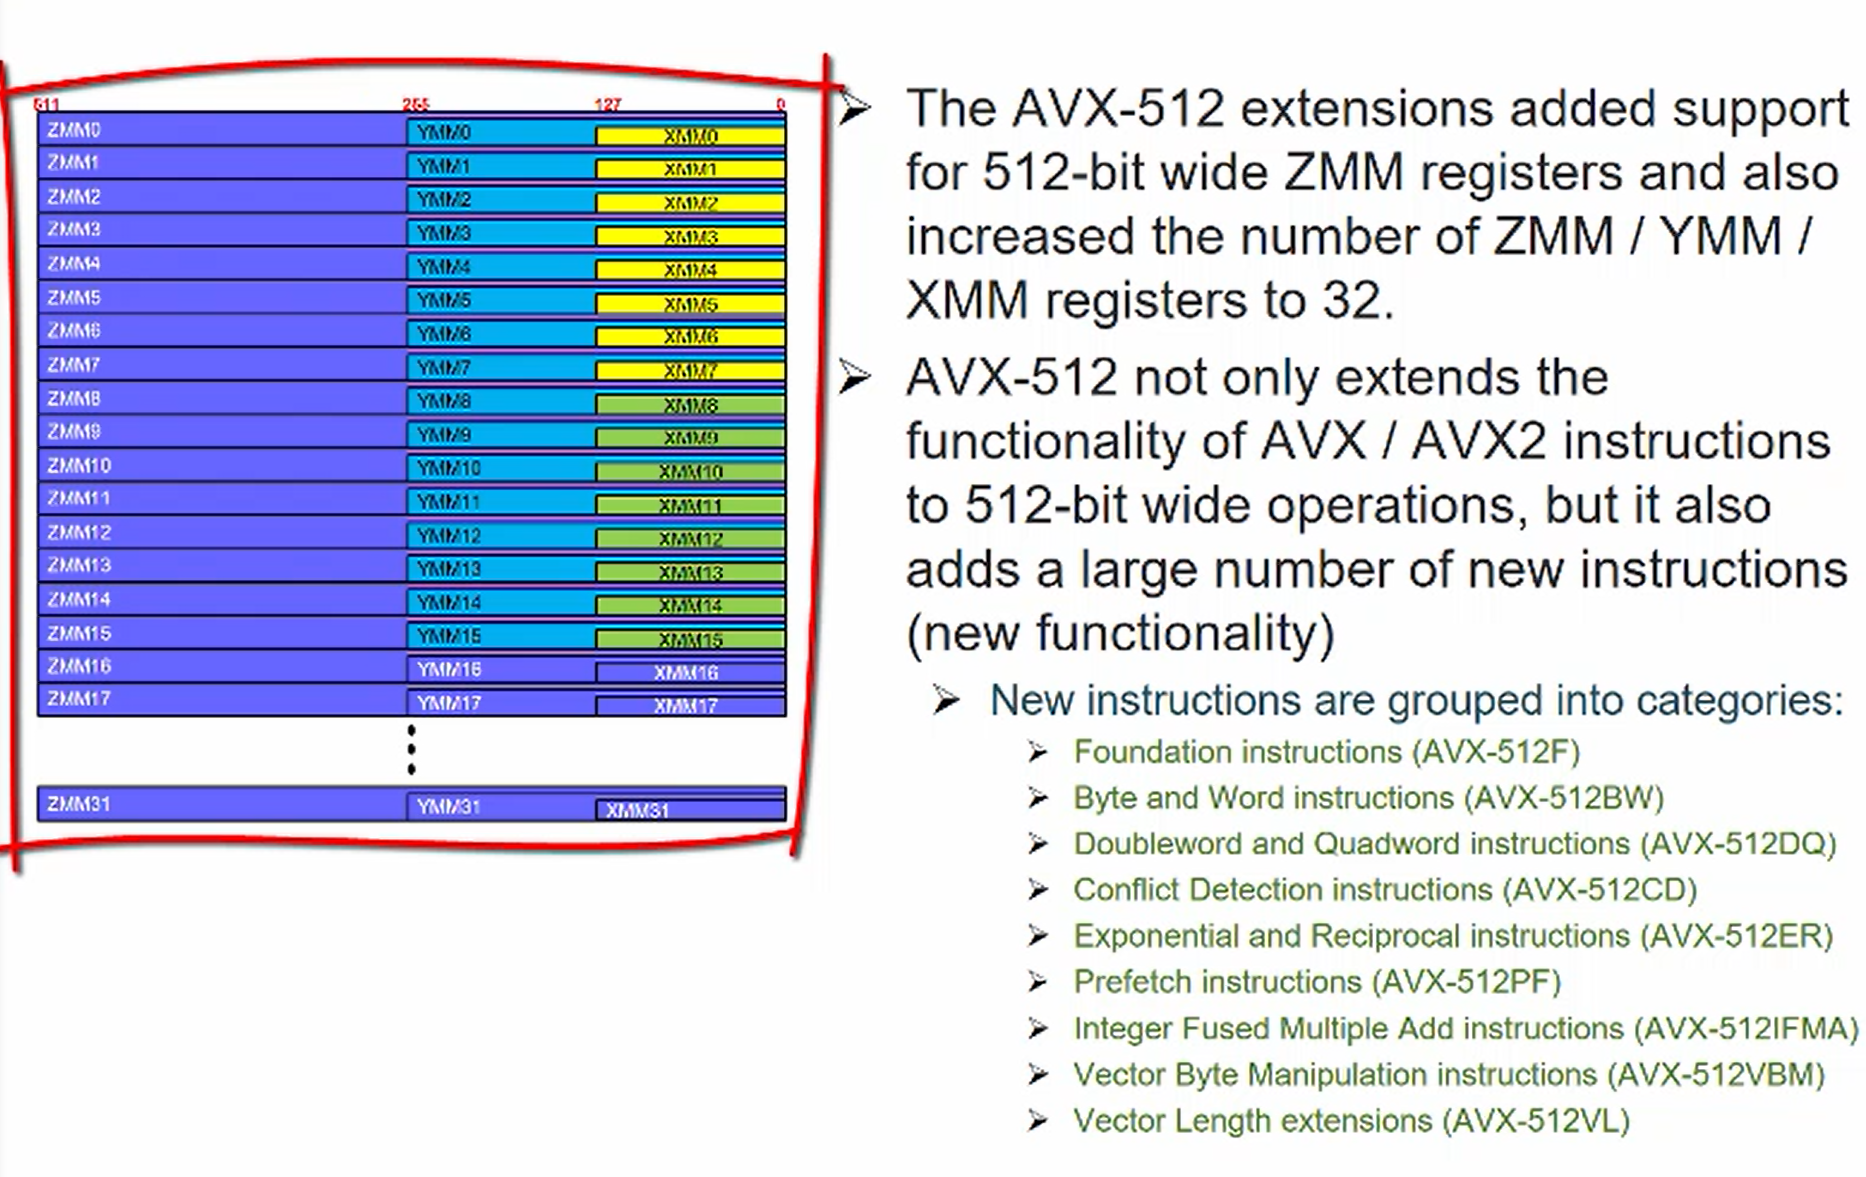 511 255 127 0
ZMM0 YMM0 XMM0
ZMM1 YMM1 XMM1
ZMM2 YMM2 XMM2
ZMM3 YMM3 XMM3
ZMM4 YMM4 XMM4
ZMM5 YMM5 XMM5
ZMM6 YMM6 XMM6
ZMM7 YMM7 XMM7
ZMM8 YMM8 XMM8
ZMM9 YMM9 XMM9
ZMM10 YMM10 XMM10
ZMM11 YMM11 XMM11
ZMM12 YMM12 XMM12
ZMM13 YMM13 XMM13
ZMM14 YMM14 XMM14
ZMM15 YMM15 XMM15
ZMM16 YMM16 XMM16
ZMM17 YMM17 XMM17
ZMM31 YMM31 XMM31
The AVX-512 extensions added support
for 512-bit wide ZMM registers and also
increased the number of ZMM / YMM /
XMM registers to 32.
AVX-512 not only extends the
functionality of AVX / AVX2 instructions
to 512-bit wide operations, but it also
adds a large number of new instructions
(new functionality)
New instructions are grouped into categories:
Foundation instructions (AVX-512F)
Byte and Word instructions (AVX-512BW)
Doubleword and Quadword instructions (AVX-512DQ)
Conflict Detection instructions (AVX-512CD)
Exponential and Reciprocal instructions (AVX-512ER)
Prefetch instructions (AVX-512PF)
Integer Fused Multiple Add instructions (AVX-512IFMA)
Vector Byte Manipulation instructions (AVX-512VBM)
Vector Length extensions (AVX-512VL)